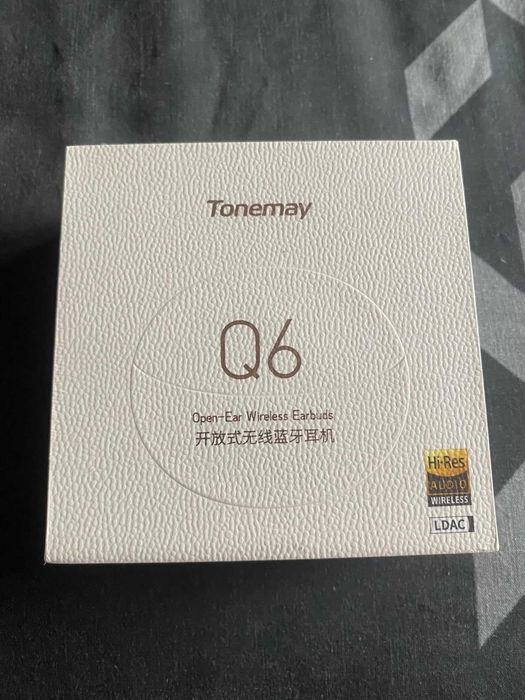 Tonemay
Q6
Open-Ear Wireless Earbuds
开放式无线蓝牙耳机
Hi-Res
AUDIO
WIRELESS
LDAC